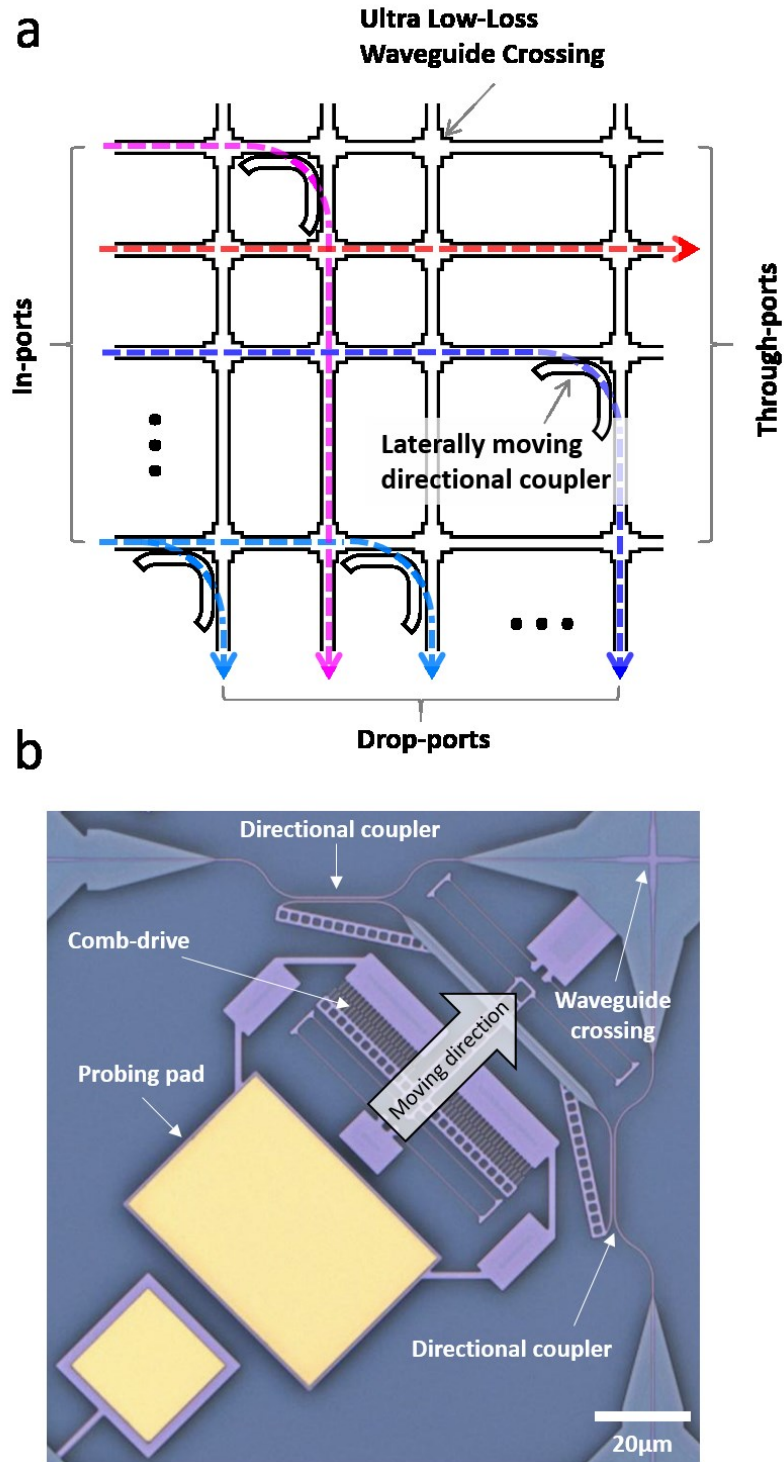 a
Ultra Low-Loss
Waveguide Crossing
In-ports
Through-ports
Laterally moving
directional coupler
Drop-ports
b
Directional coupler
Comb-drive
Waveguide
crossing
Moving direction
Probing pad
Directional coupler
20µm